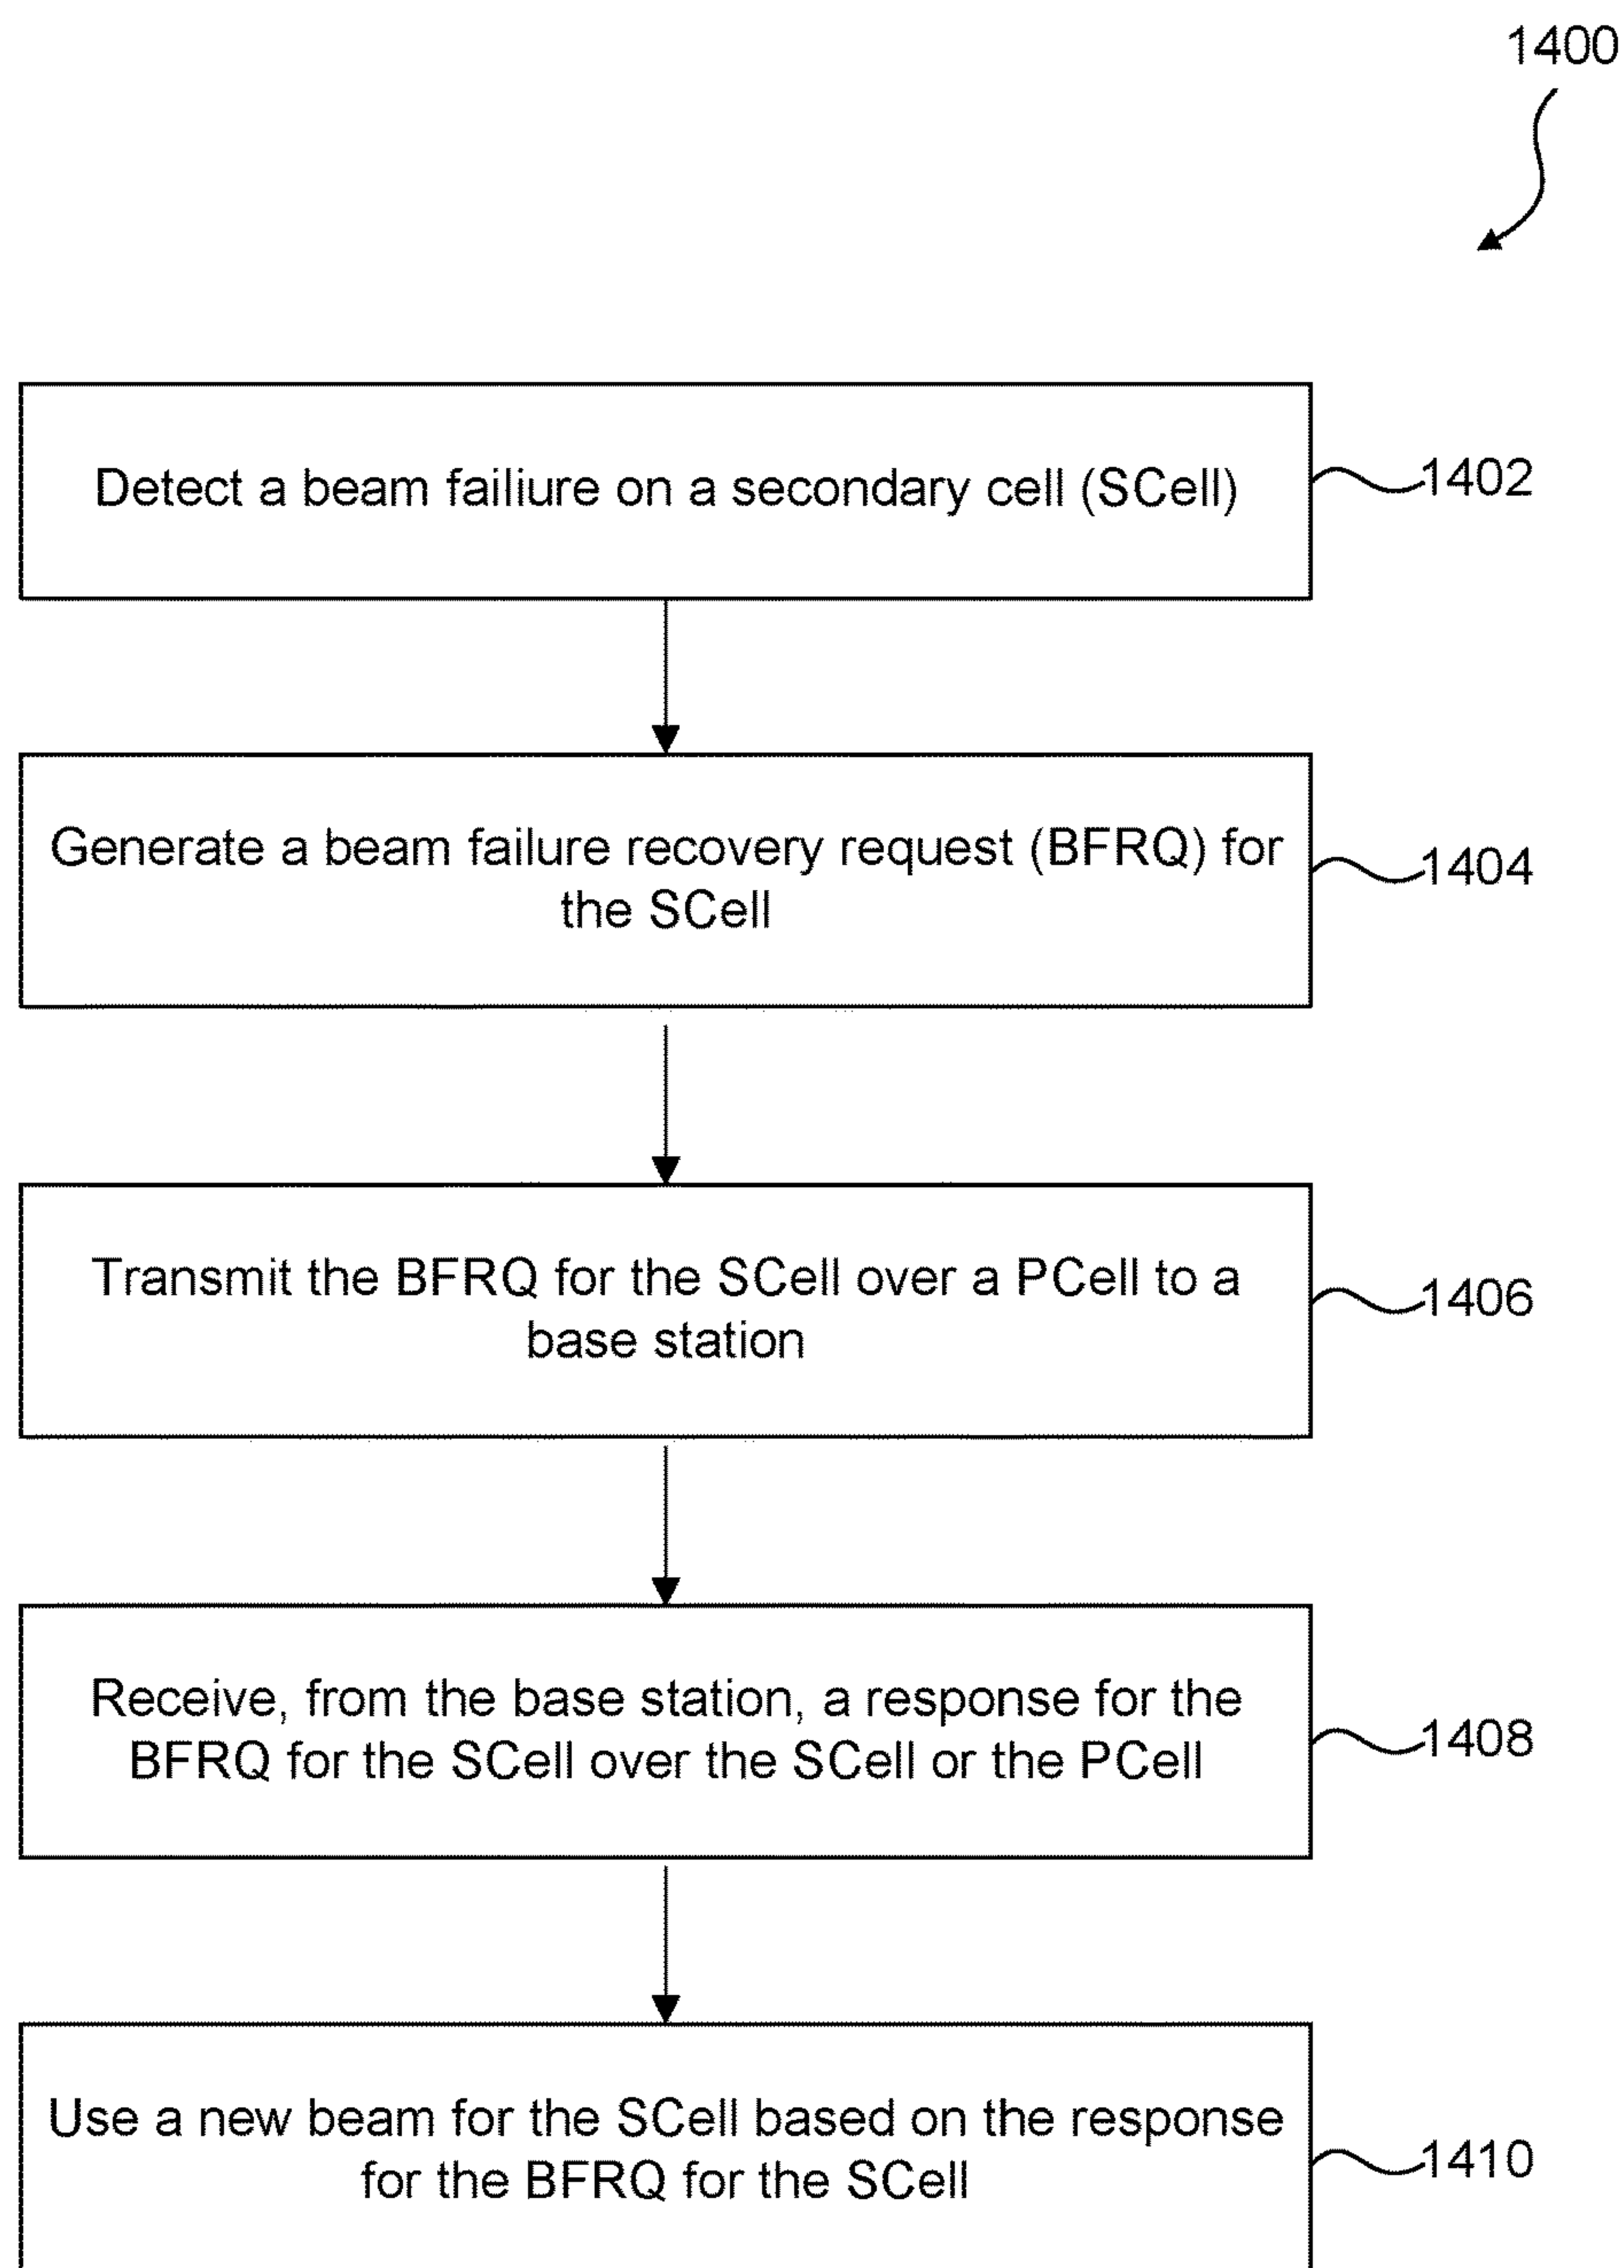 1400
Detect a beam failiure on a secondary cell (SCell)
1402
Generate a beam failure recovery request (BFRQ) for
the SCell
1404
Transmit the BFRQ for the SCell over a PCell to a
base station
1406
Receive, from the base station, a response for the
BFRQ for the SCell over the SCell or the PCell
1408
Use a new beam for the SCell based on the response
for the BFRQ for the SCell
1410